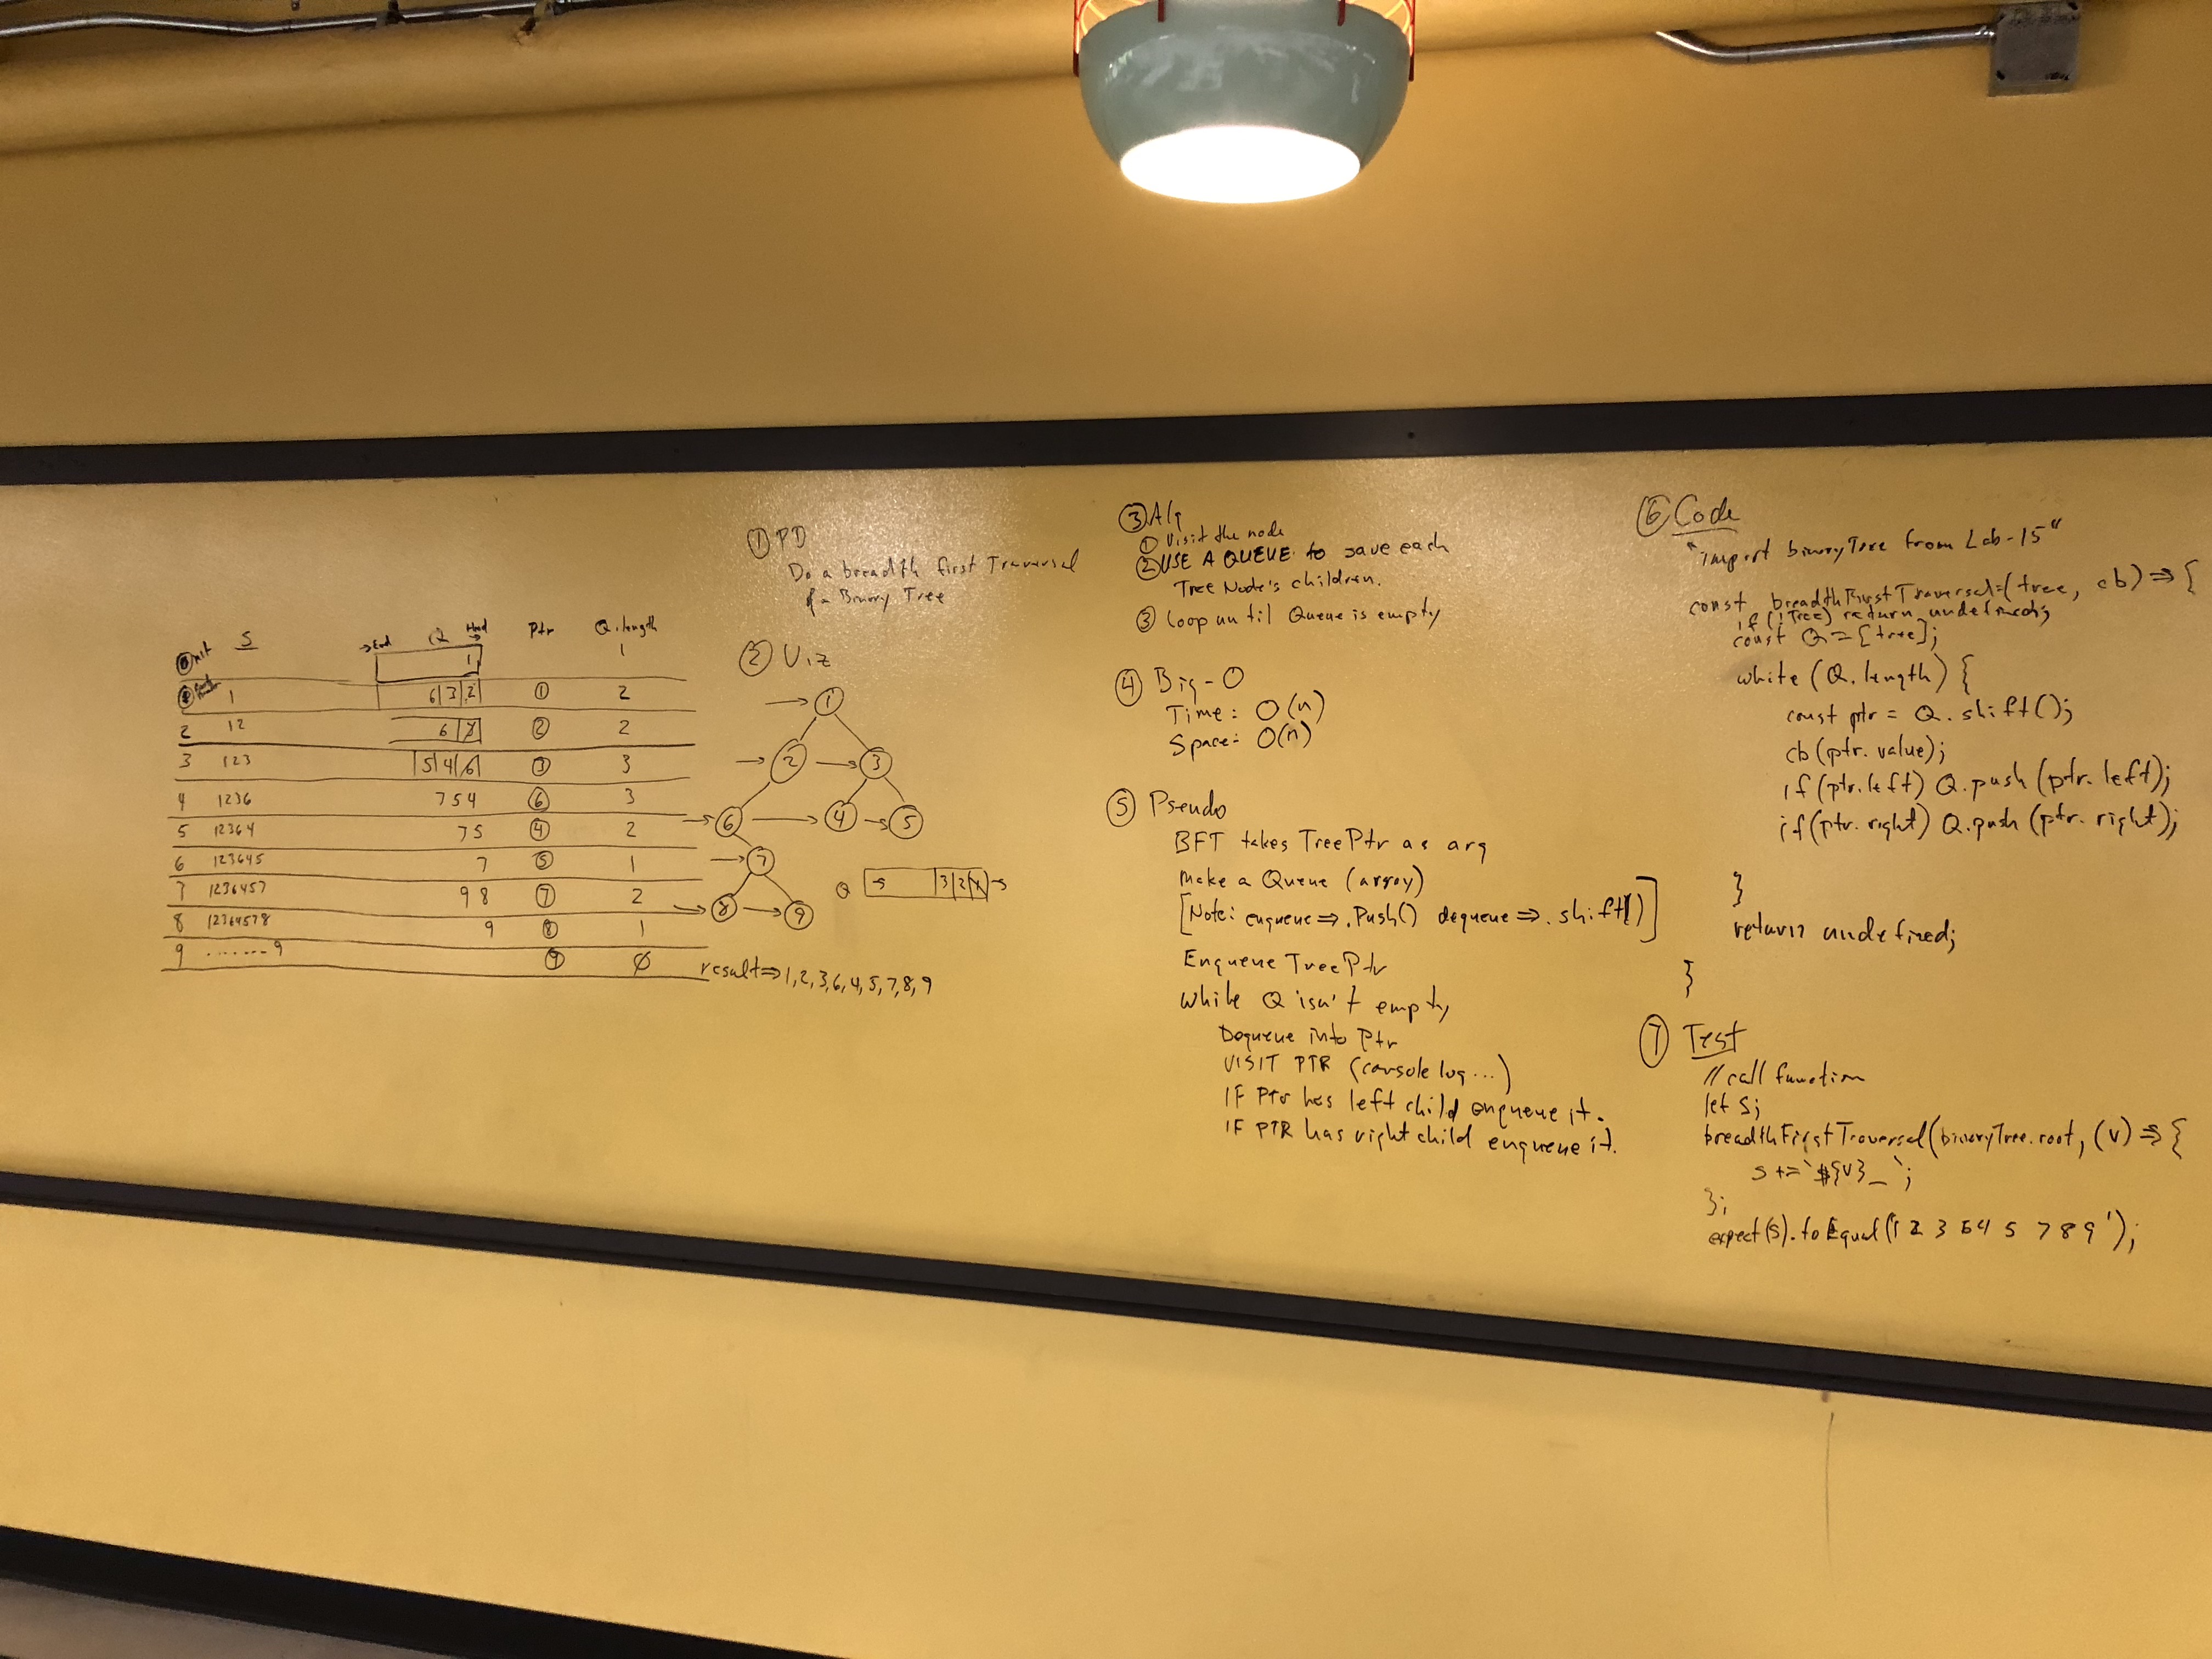 ① PD
Do a breadth first Traversal
of a Binary Tree
S →End Q Head → Ptr Q.length
⓪ Init 1 1
① 1 6|3|2 ① 2
2 12 6|3 ② 2
3 123 5|4|6 ③ 3
4 1236 7 5 4 ⑥ 3
5 12364 7 5 ④ 2
6 123645 7 ⑤ 1
7 1236457 9 8 ⑦ 2
8 12364578 9 ⑧ 1
9 .......9 ⑨ ∅
② Viz
→ ①
→ ② → ③
→ ⑥ → ④ → ⑤
→ ⑦
→ ⑧ → ⑨
Q → 3|2|1 →
result ⇒ 1,2,3,6,4,5,7,8,9
③ Alg
① Visit the node
② USE A QUEUE to save each
Tree Node's children.
③ Loop until Queue is empty
④ Big-O
Time: O(n)
Space: O(n)
⑤ Pseudo
BFT takes TreePtr as arg
Make a Queue (array)
[Note: enqueue ⇒ .Push() dequeue ⇒ .shift()]
Enqueue TreePtr
While Q isn't empty
Dequeue into Ptr
VISIT PTR (console log...)
IF Ptr has left child enqueue it.
IF PTR has right child enqueue it.
⑥ Code
"import binaryTree from Lab-15"
const breadthFirstTraversal=(tree, cb) => {
if (!Tree) return undefined;
const Q = [tree];
while (Q.length) {
const ptr = Q.shift();
cb(ptr.value);
if(ptr.left) Q.push(ptr.left);
if(ptr.right) Q.push(ptr.right);
}
return undefined;
}
⑦ Test
// call function
let S;
breadthFirstTraversal(binaryTree.root, (v) => {
s += `${v}_`;
};
expect(s).toEqual('1 2 3 6 4 5 7 8 9');